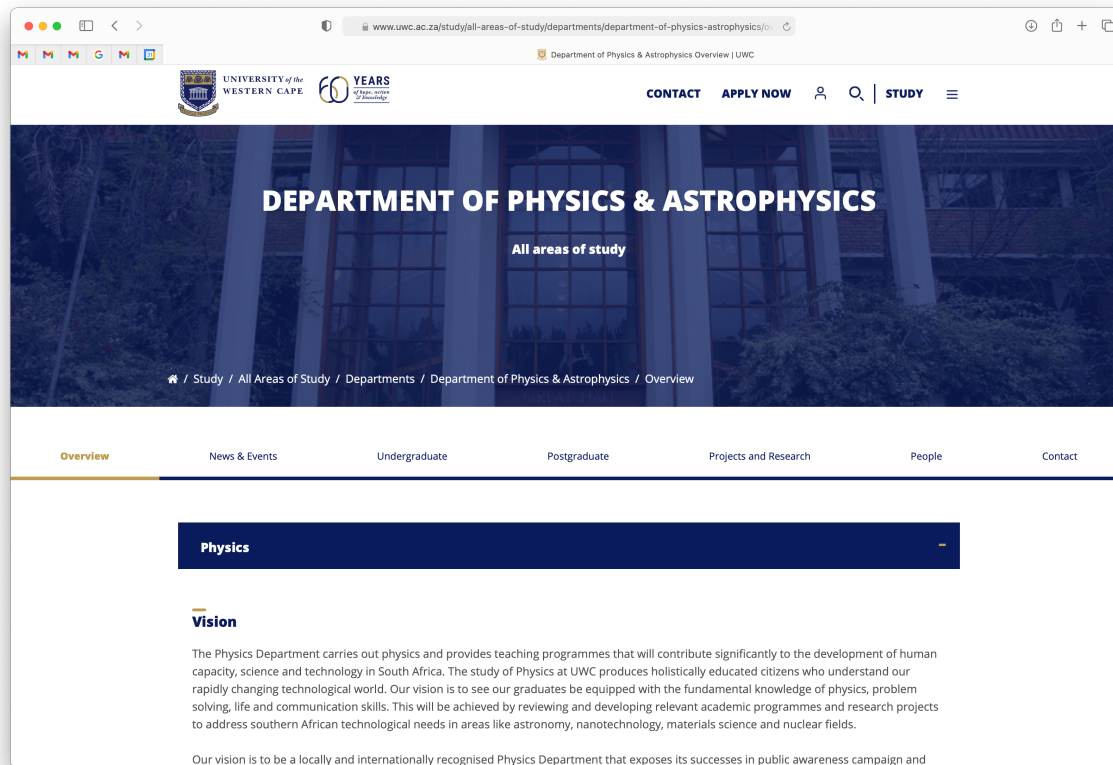 www.uwc.ac.za/study/all-areas-of-study/departments/department-of-physics-astrophysics/ov
31
Department of Physics & Astrophysics Overview | UWC
UNIVERSITY of the
WESTERN CAPE
60 YEARS
of hope, action
& knowledge
CONTACT APPLY NOW STUDY
DEPARTMENT OF PHYSICS & ASTROPHYSICS
All areas of study
/ Study / All Areas of Study / Departments / Department of Physics & Astrophysics / Overview
GREAT HALL
Overview News & Events Undergraduate Postgraduate Projects and Research People Contact
Physics
Vision
The Physics Department carries out physics and provides teaching programmes that will contribute significantly to the development of human
capacity, science and technology in South Africa. The study of Physics at UWC produces holistically educated citizens who understand our
rapidly changing technological world. Our vision is to see our graduates be equipped with the fundamental knowledge of physics, problem
solving, life and communication skills. This will be achieved by reviewing and developing relevant academic programmes and research projects
to address southern African technological needs in areas like astronomy, nanotechnology, materials science and nuclear fields.
Our vision is to be a locally and internationally recognised Physics Department that exposes its successes in public awareness campaign and